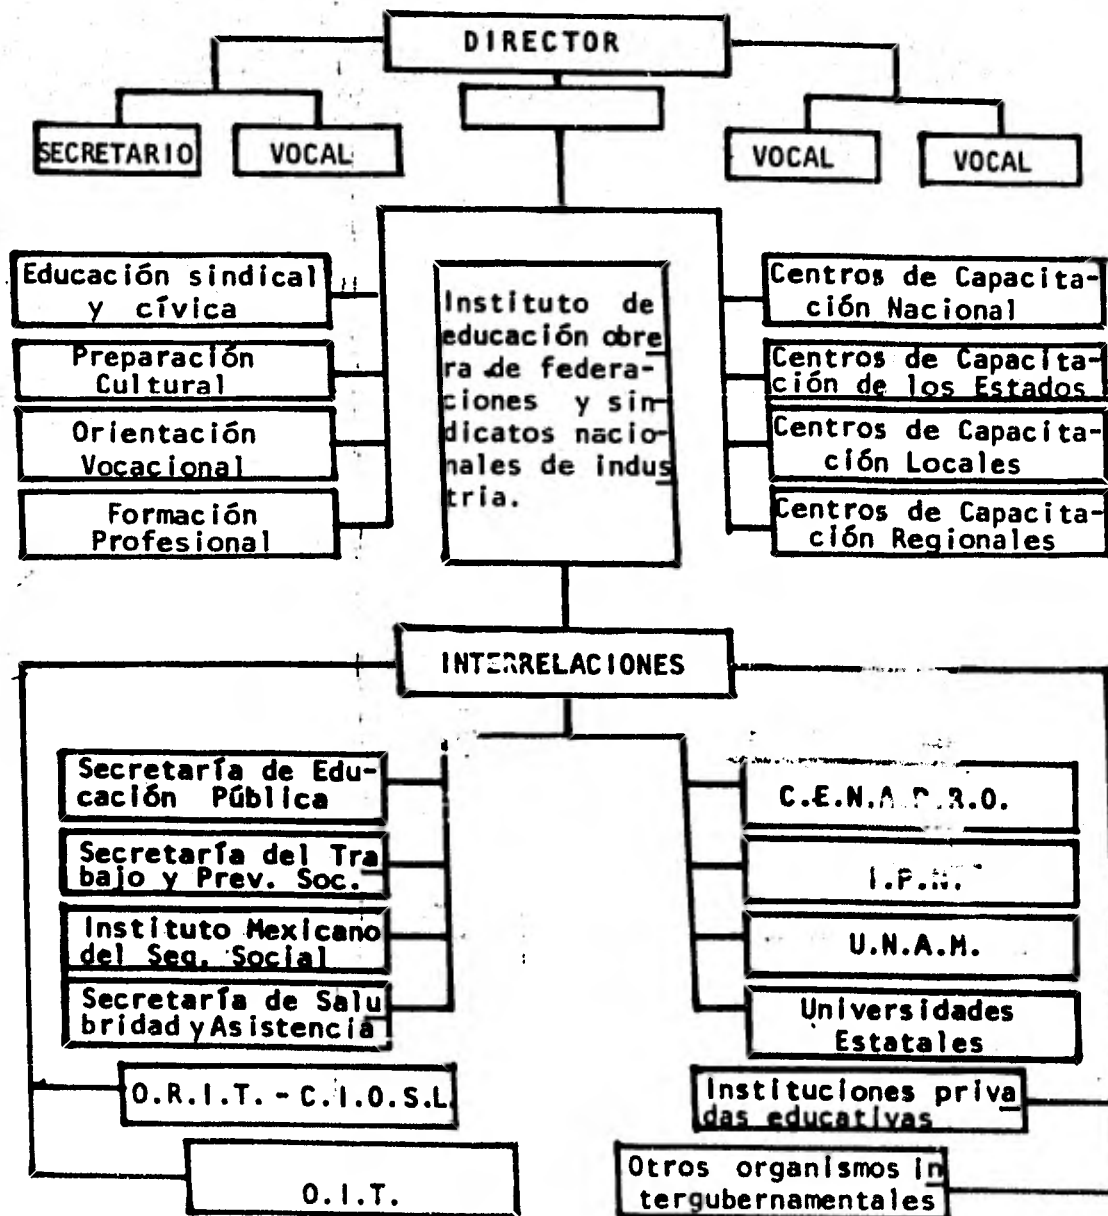 DIRECTOR
SECRETARIO
VOCAL
VOCAL
VOCAL
Educación sindical
y cívica
Preparación
Cultural
Orientación
Vocacional
Formación
Profesional
Instituto de
educación obre
ra de federa-
ciones y sin-
dicatos nacio-
nales de indus
tria.
Centros de Capacita-
ción Nacional
Centros de Capacita-
ción de los Estados
Centros de Capacita-
ción Locales
Centros de Capacita-
ción Regionales
INTERRELACIONES
Secretaría de Edu-
cación Pública
Secretaría del Tra
bajo y Prev. Soc.
Instituto Mexicano
del Seg. Social
Secretaría de Salu
bridad y Asistencia
O.R.I.T. - C.I.O.S.L.
O.I.T.
C.E.N.A.P.R.O.
I.P.N.
U.N.A.M.
Universidades
Estatales
Instituciones priva
das educativas
Otros organismos in
tergubernamentales